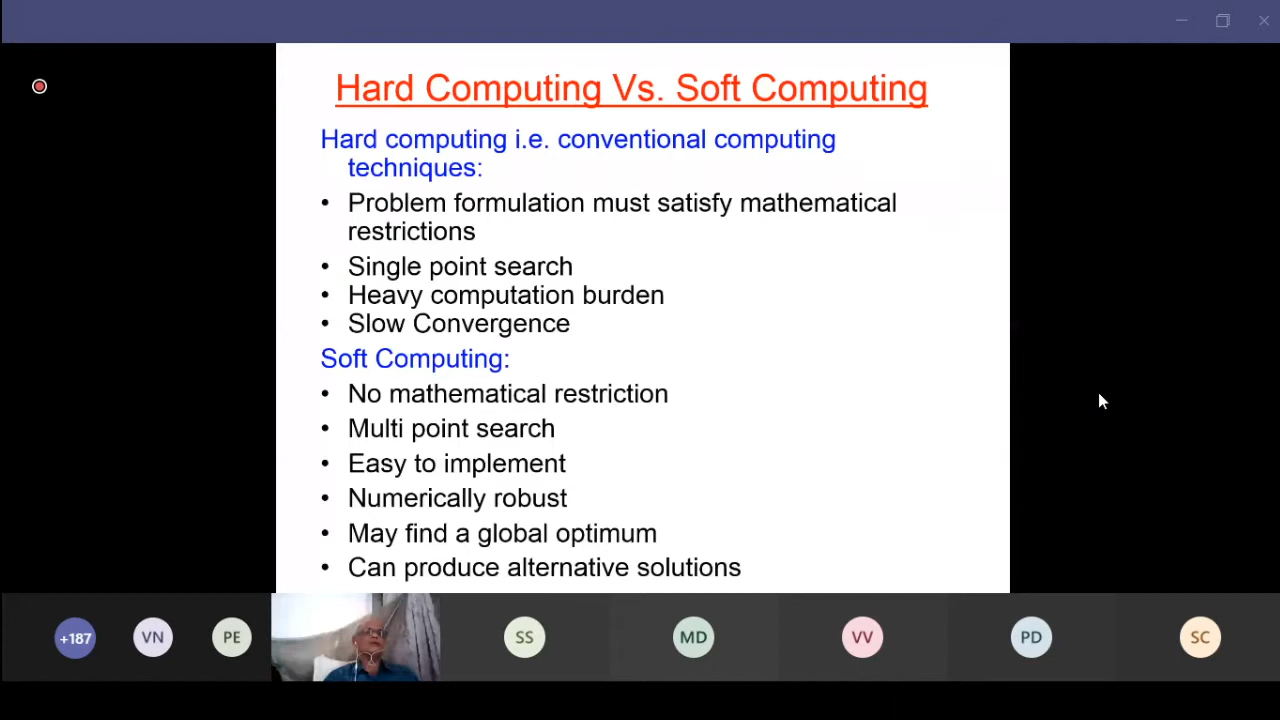 Hard Computing Vs. Soft Computing
Hard computing i.e. conventional computing
techniques:
• Problem formulation must satisfy mathematical
restrictions
• Single point search
• Heavy computation burden
• Slow Convergence
Soft Computing:
• No mathematical restriction
• Multi point search
• Easy to implement
• Numerically robust
• May find a global optimum
• Can produce alternative solutions
+187 VN PE SS MD VV PD SC